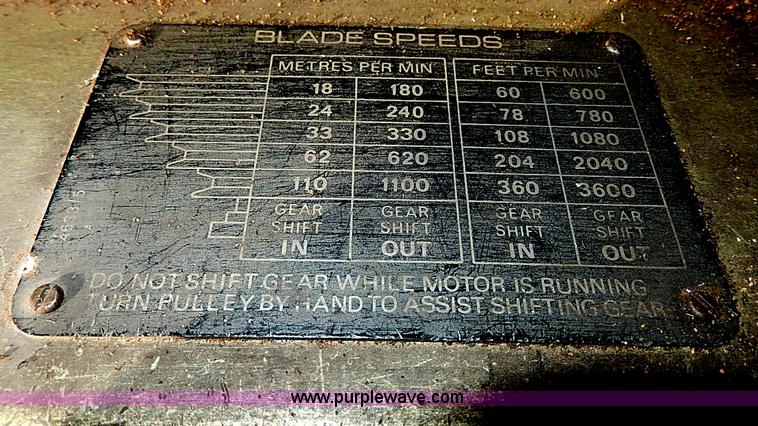 BLADE SPEEDS
METRES PER MIN FEET PER MIN
18 180 60 600
24 240 78 780
33 330 108 1080
62 620 204 2040
110 1100 360 3600
GEAR GEAR GEAR GEAR
SHIFT SHIFT SHIFT SHIFT
IN OUT IN OUT
DO NOT SHIFT GEAR WHILE MOTOR IS RUNNING
TURN PULLEY BY HAND TO ASSIST SHIFTING GEAR
www.purplewave.com